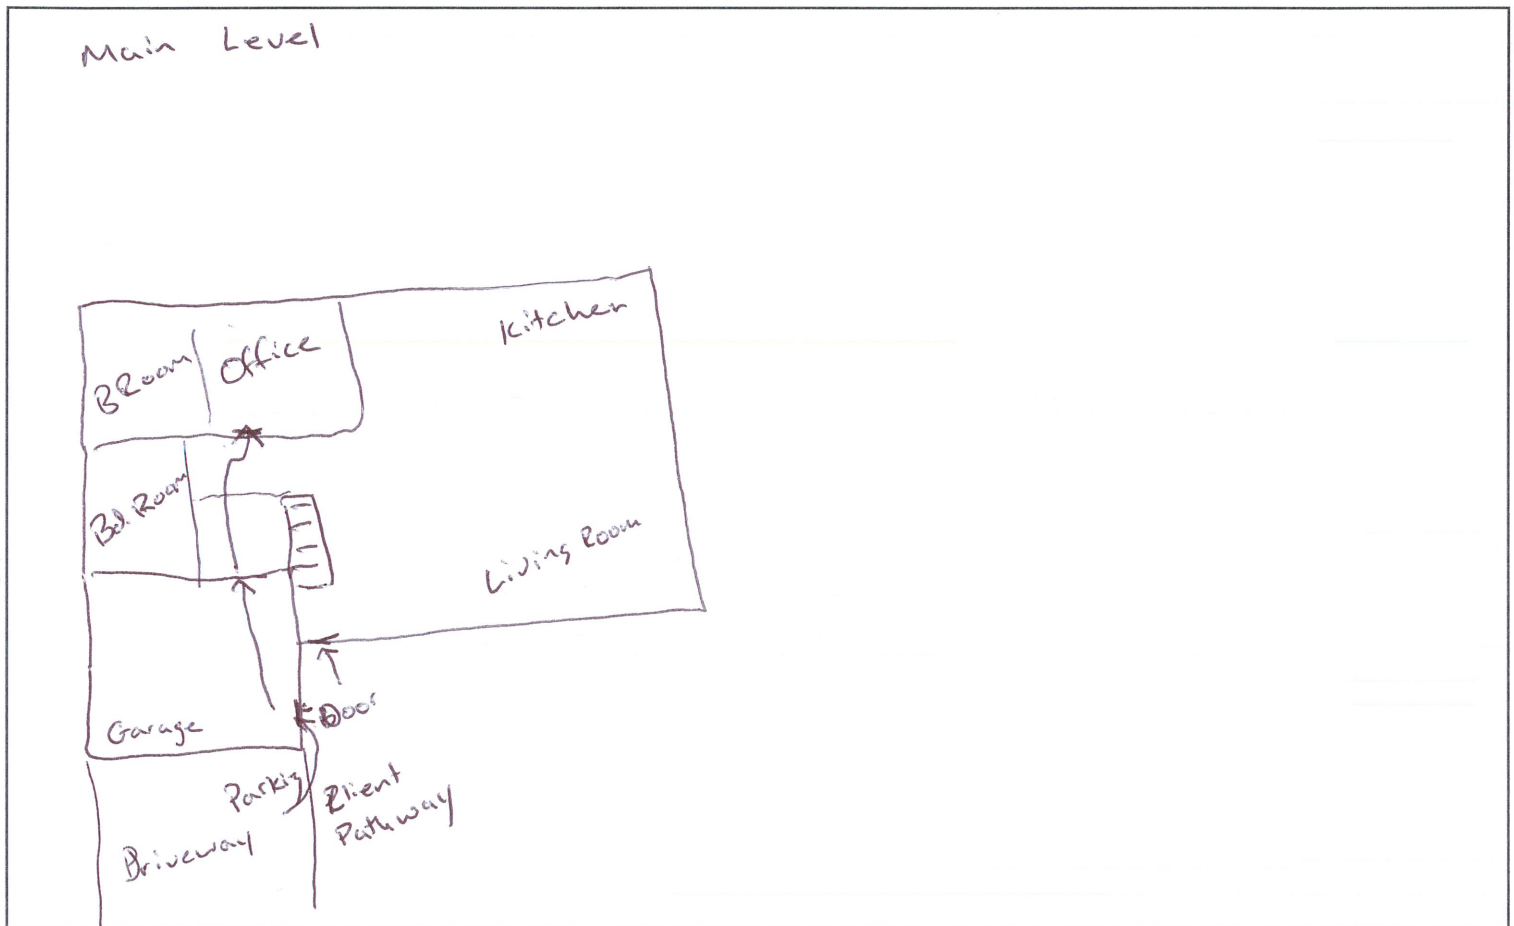 Main Level
Kitchen
Office
BRoom
Bd. Room
Living Room
Door
Garage
Parking
Client
Pathway
Driveway